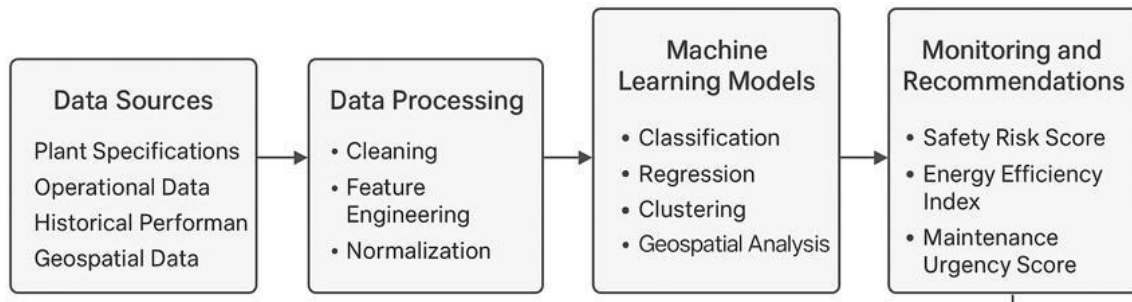 Data Sources
Plant Specifications
Operational Data
Historical Performan
Geospatial Data
Data Processing
• Cleaning
• Feature
Engineering
• Normalization
Machine
Learning Models
• Classification
• Regression
• Clustering
• Geospatial Analysis
Monitoring and
Recommendations
• Safety Risk Score
• Energy Efficiency
Index
• Maintenance
Urgency Score